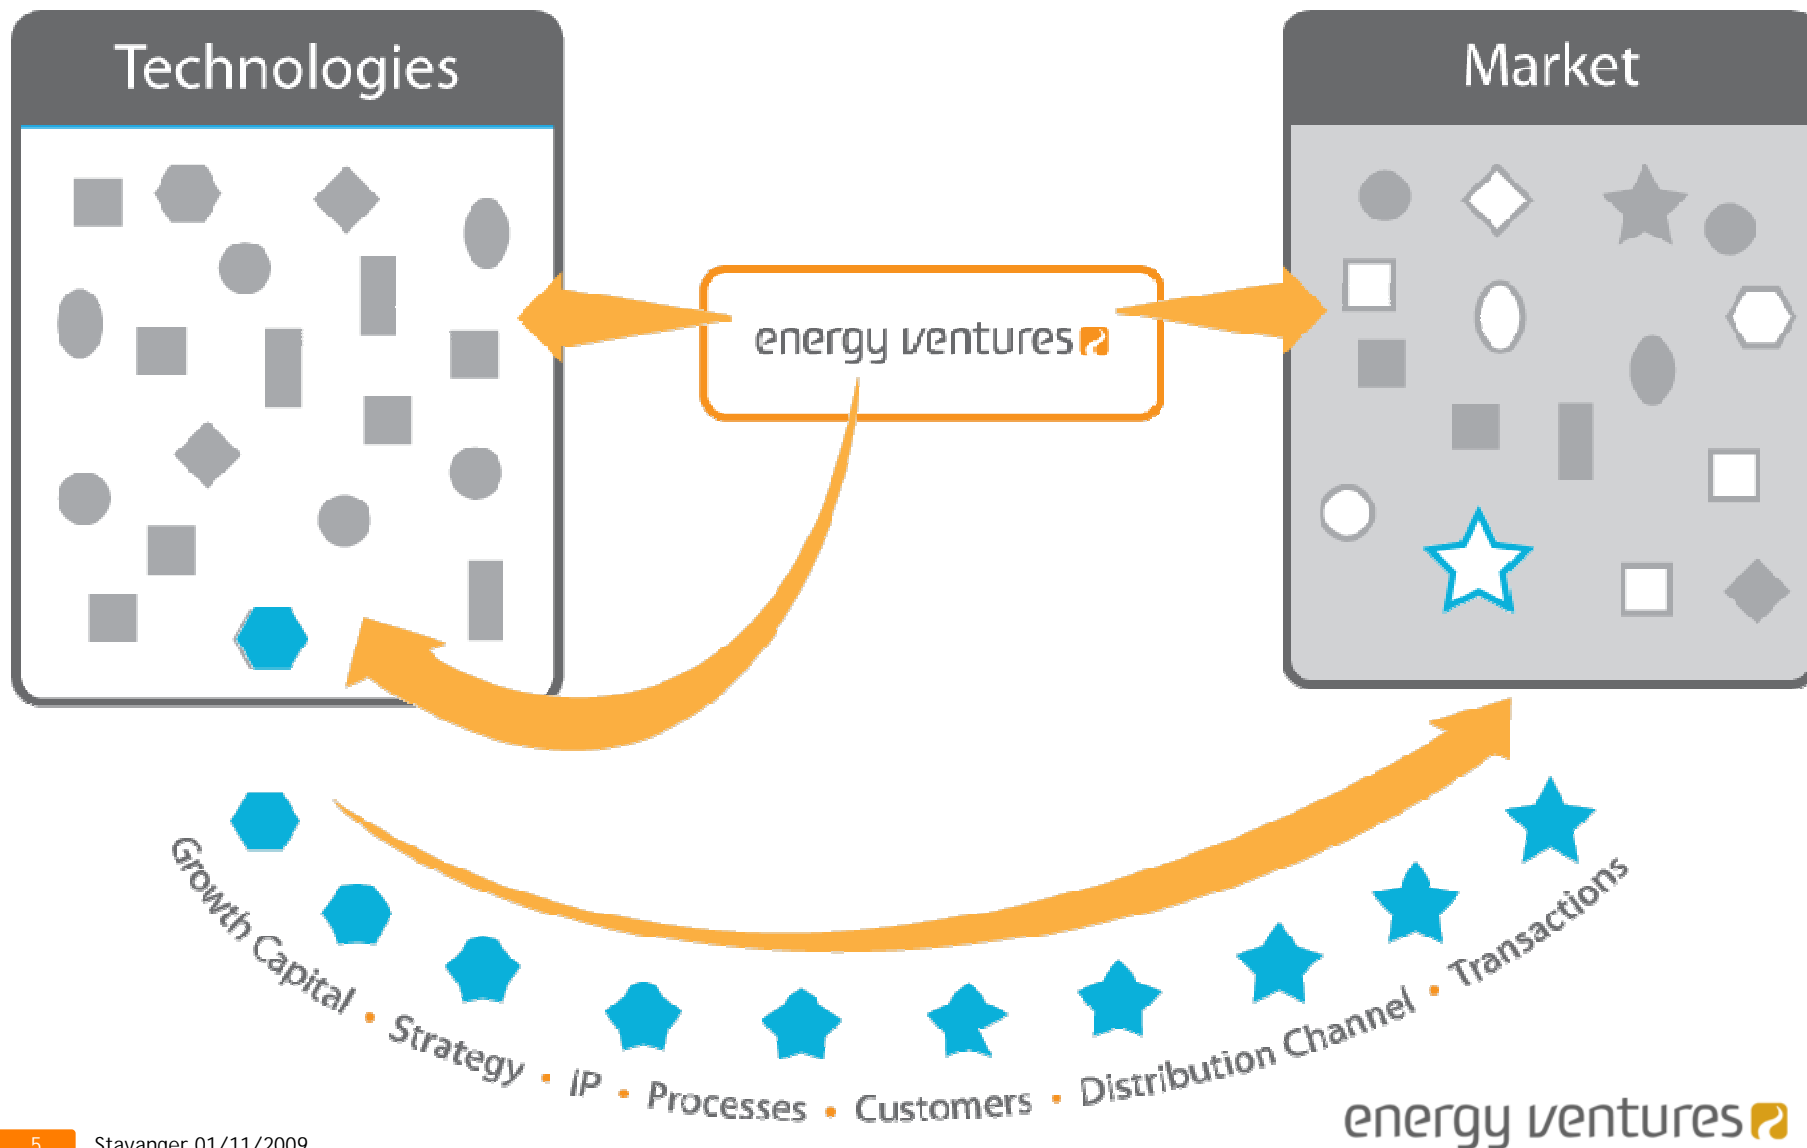 Technologies
Market
energy ventures
Growth Capital • Strategy • IP • Processes • Customers • Distribution Channel • Transactions
energy ventures
5
Stavanger 01/11/2009